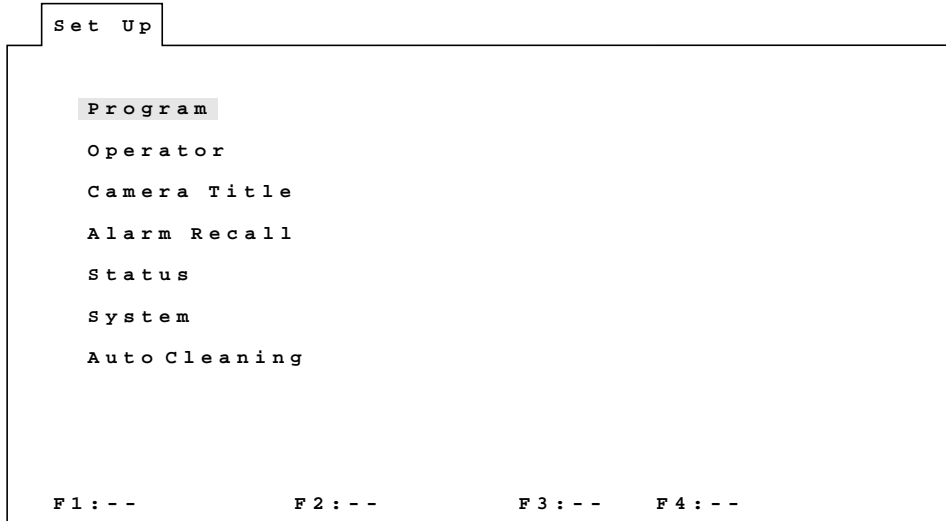 Set Up
Program
Operator
Camera Title
Alarm Recall
Status
System
Auto Cleaning
F1:-- F2:-- F3:-- F4:--